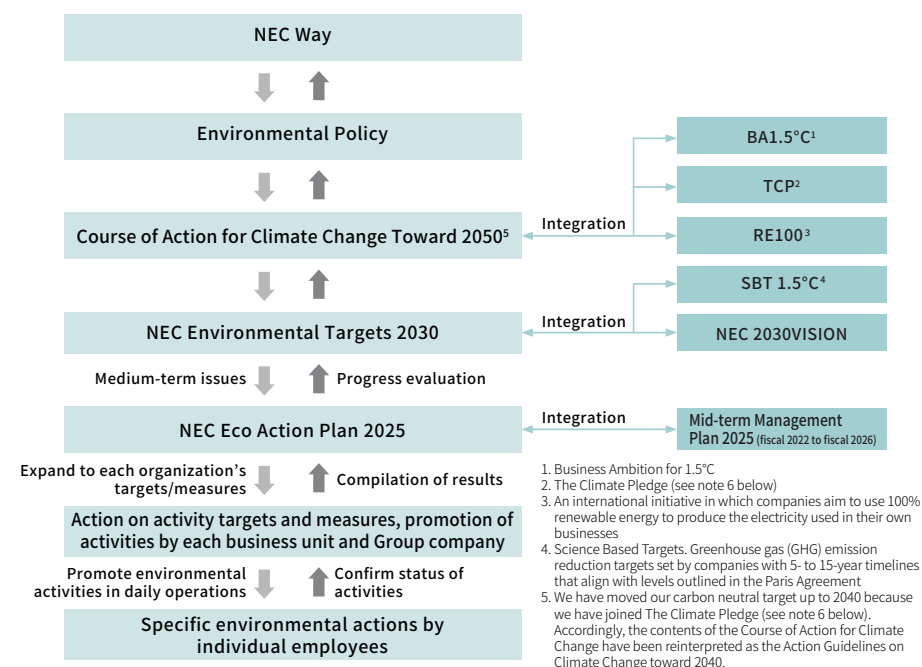 NEC Way
Environmental Policy
BA1.5°C¹
TCP²
Course of Action for Climate Change Toward 2050⁵
Integration
RE100³
SBT 1.5°C⁴
NEC Environmental Targets 2030
Integration
NEC 2030VISION
Medium-term issues
Progress evaluation
NEC Eco Action Plan 2025
Integration
Mid-term Management
Plan 2025 (fiscal 2022 to fiscal 2026)
Expand to each organization's
targets/measures
Compilation of results
Action on activity targets and measures, promotion of
activities by each business unit and Group company
Promote environmental
activities in daily operations
Confirm status of
activities
Specific environmental actions by
individual employees
1. Business Ambition for 1.5°C
2. The Climate Pledge (see note 6 below)
3. An international initiative in which companies aim to use 100%
renewable energy to produce the electricity used in their own
businesses
4. Science Based Targets. Greenhouse gas (GHG) emission
reduction targets set by companies with 5- to 15-year timelines
that align with levels outlined in the Paris Agreement
5. We have moved our carbon neutral target up to 2040 because
we have joined The Climate Pledge (see note 6 below).
Accordingly, the contents of the Course of Action for Climate
Change have been reinterpreted as the Action Guidelines on
Climate Change toward 2040.